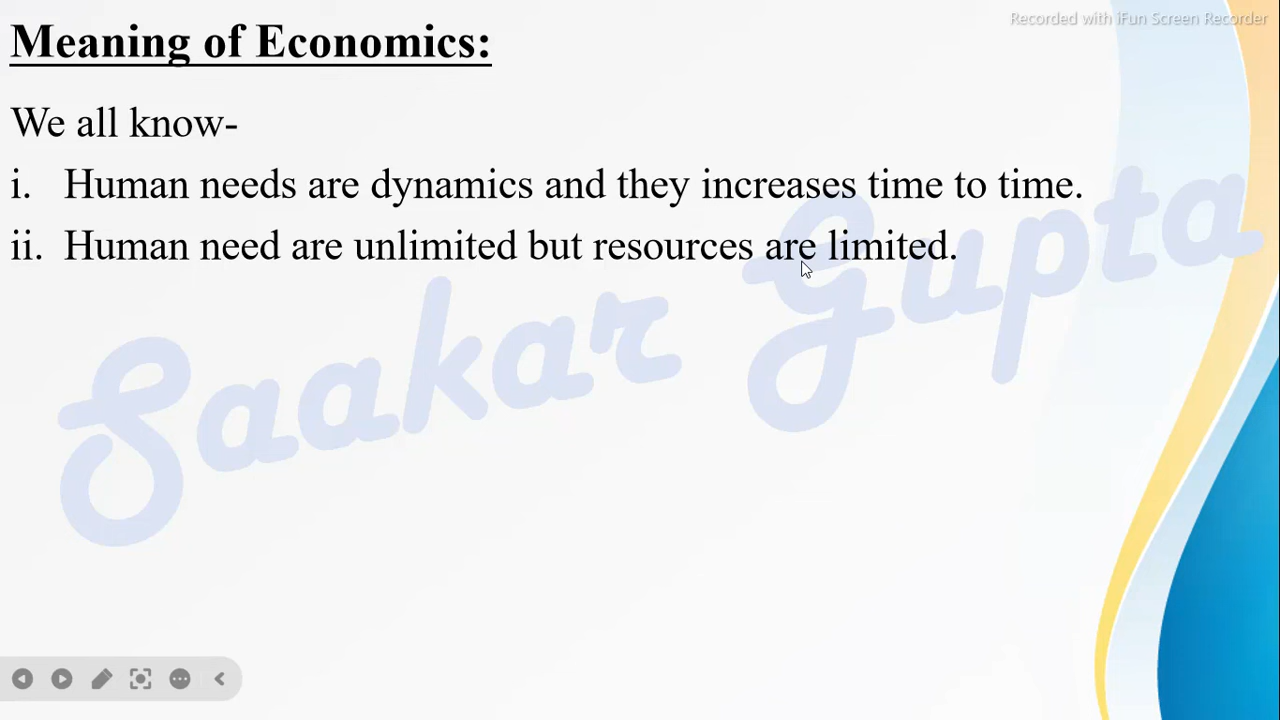 Recorded with iFun Screen Recorder
Meaning of Economics:
We all know-
i. Human needs are dynamics and they increases time to time.
ii. Human need are unlimited but resources are limited.
Saakar Gupta